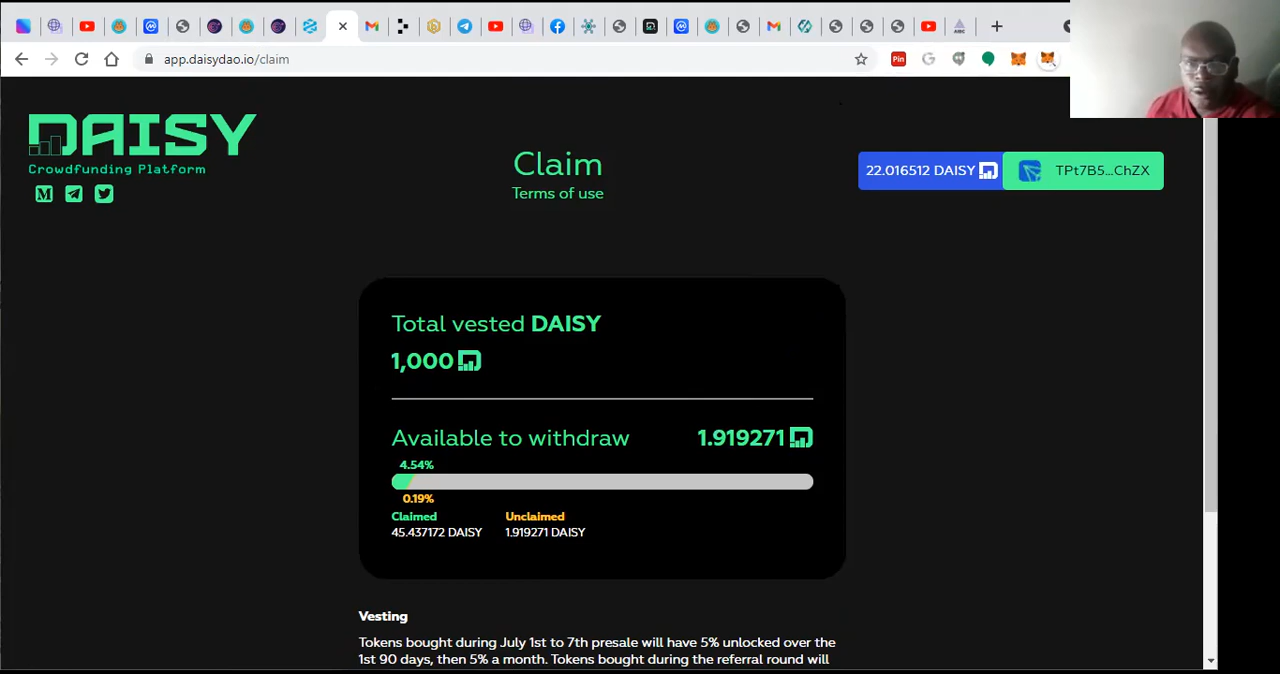 app.daisydao.io/claim
Pin
DAISY
Crowdfunding Platform
Claim
Terms of use
22.016512 DAISY
TPt7B5...ChZX
Total vested DAISY
1,000
Available to withdraw 1.919271
4.54%
0.19%
Claimed Unclaimed
45.437172 DAISY 1.919271 DAISY
Vesting
Tokens bought during July 1st to 7th presale will have 5% unlocked over the
1st 90 days, then 5% a month. Tokens bought during the referral round will